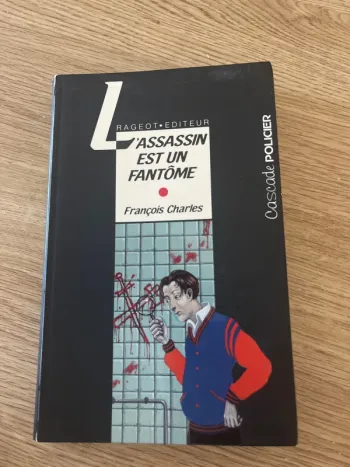 RAGEOT•EDITEUR
L'ASSASSIN
EST UN
FANTÔME
François Charles
Cascade POLICIER